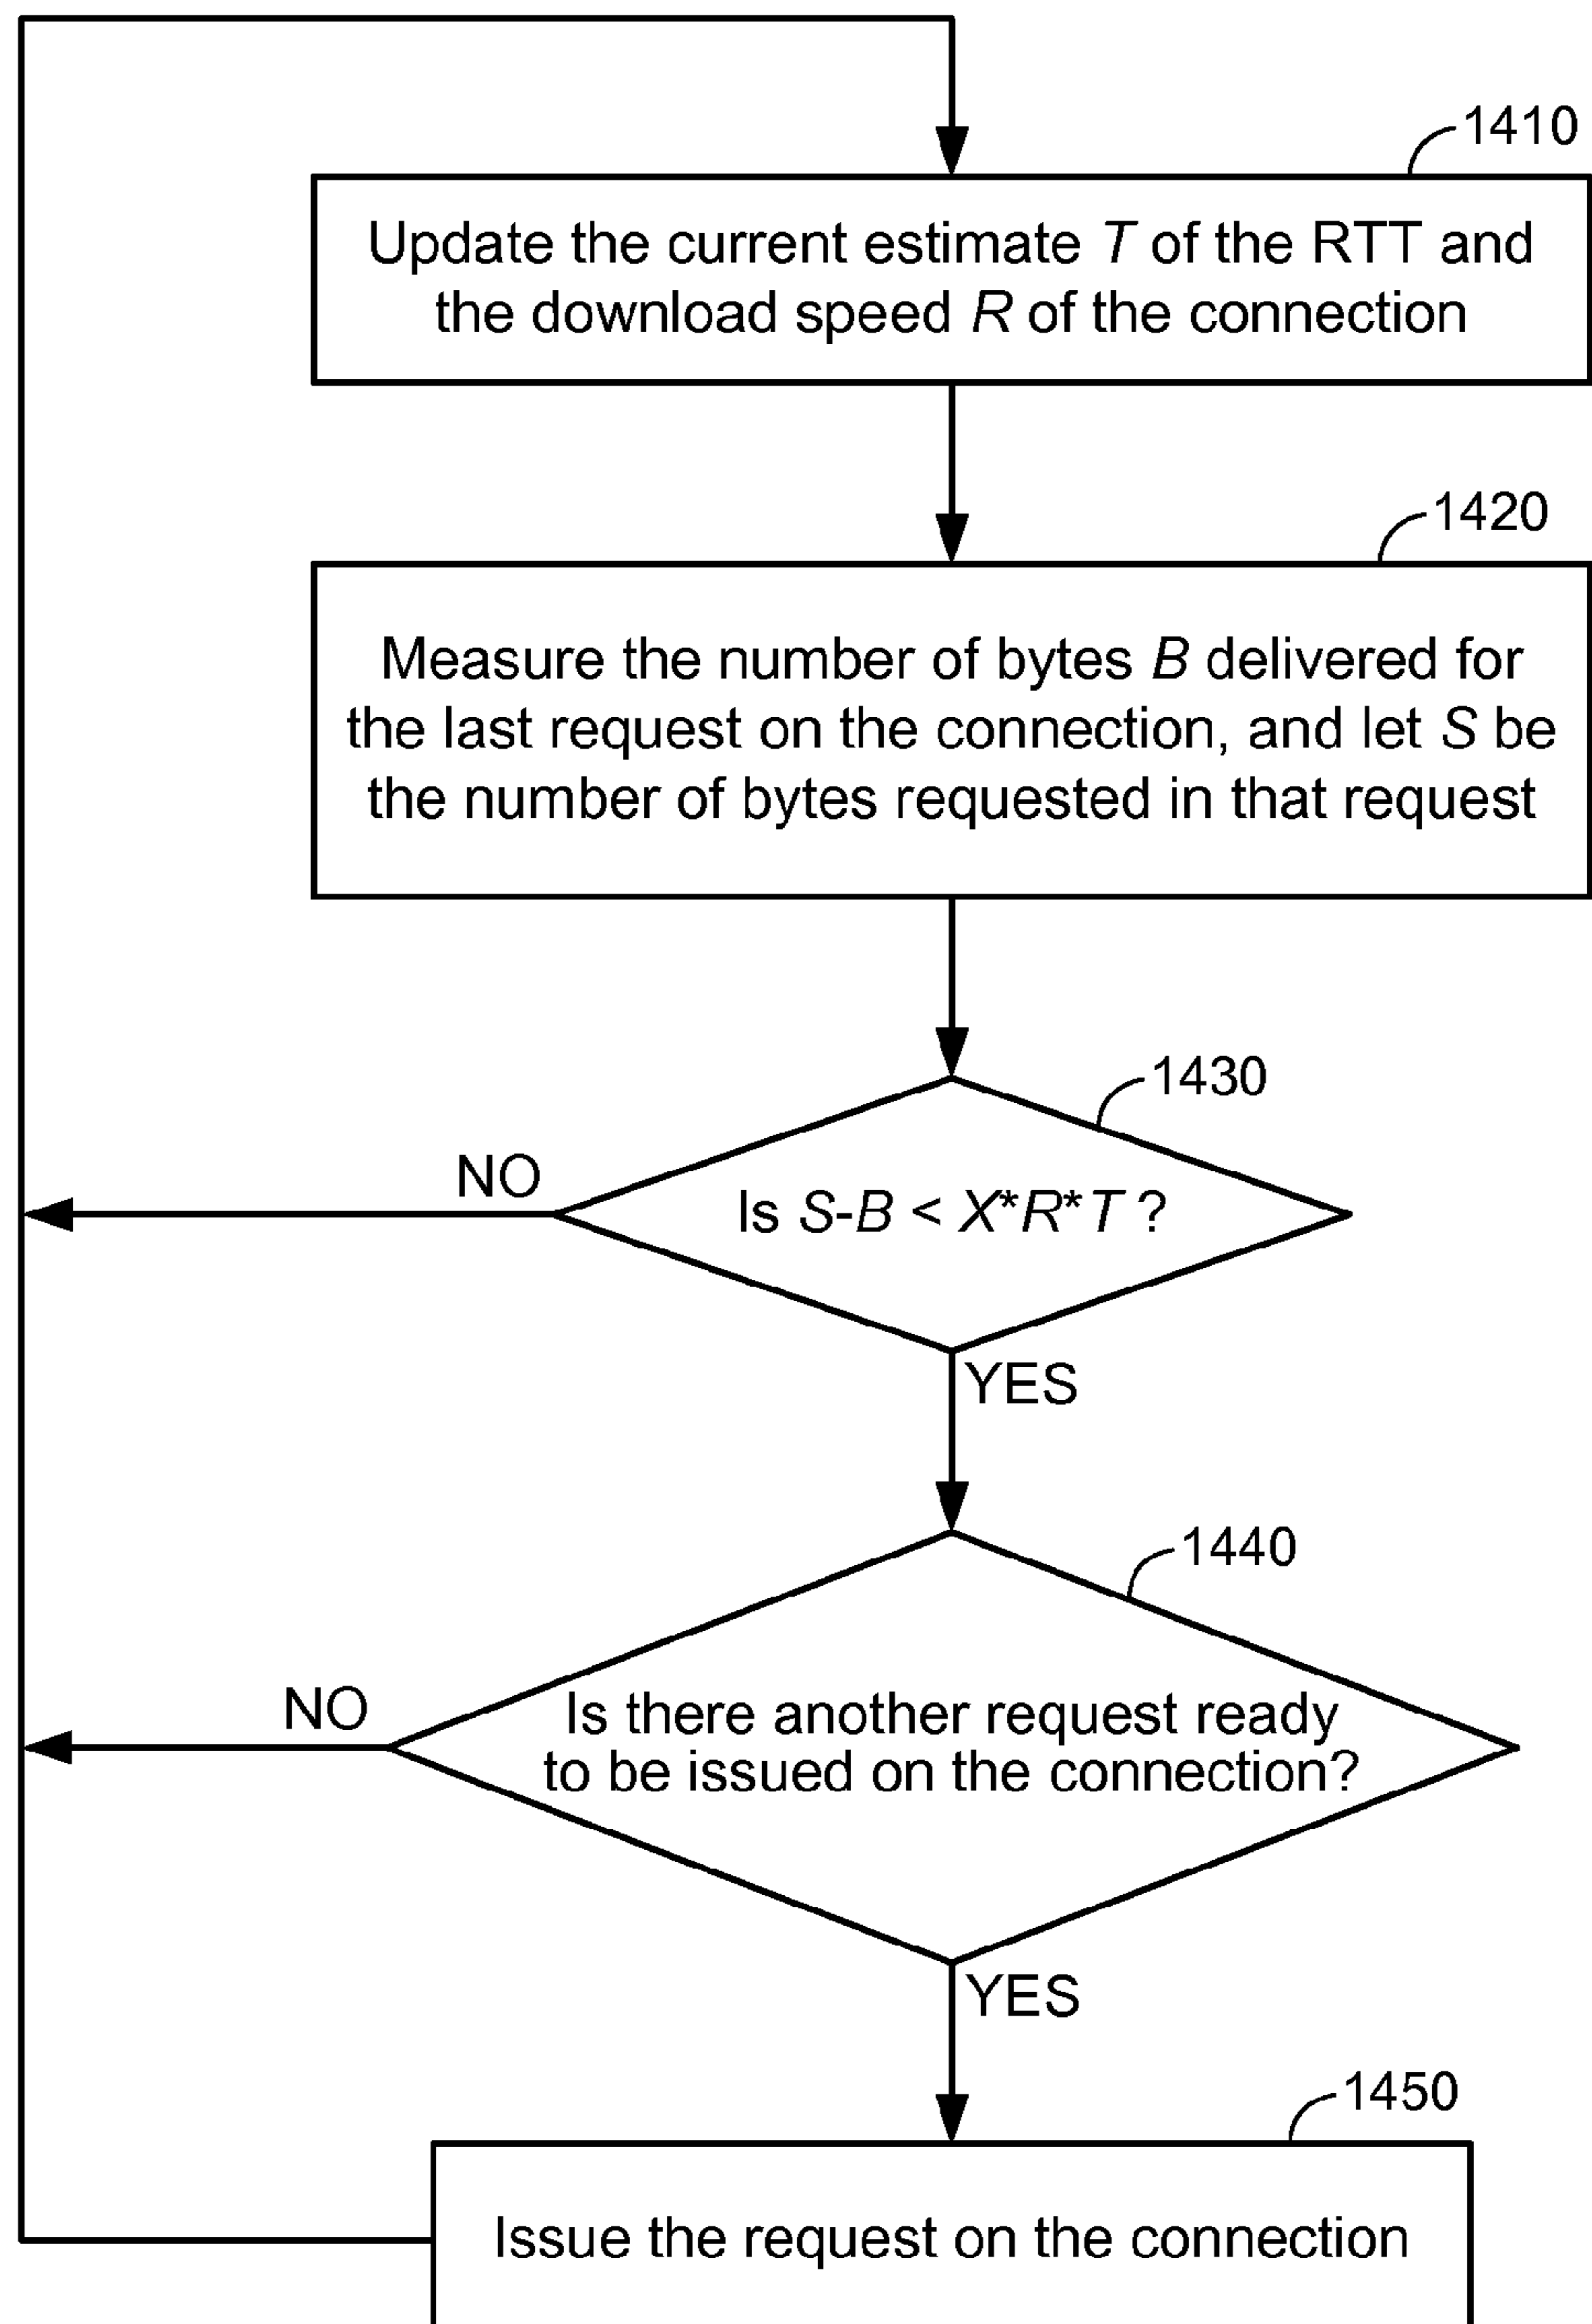 1410
Update the current estimate T of the RTT and
the download speed R of the connection
1420
Measure the number of bytes B delivered for
the last request on the connection, and let S be
the number of bytes requested in that request
1430
NO
Is S-B < X*R*T ?
YES
1440
NO
Is there another request ready
to be issued on the connection?
YES
1450
Issue the request on the connection